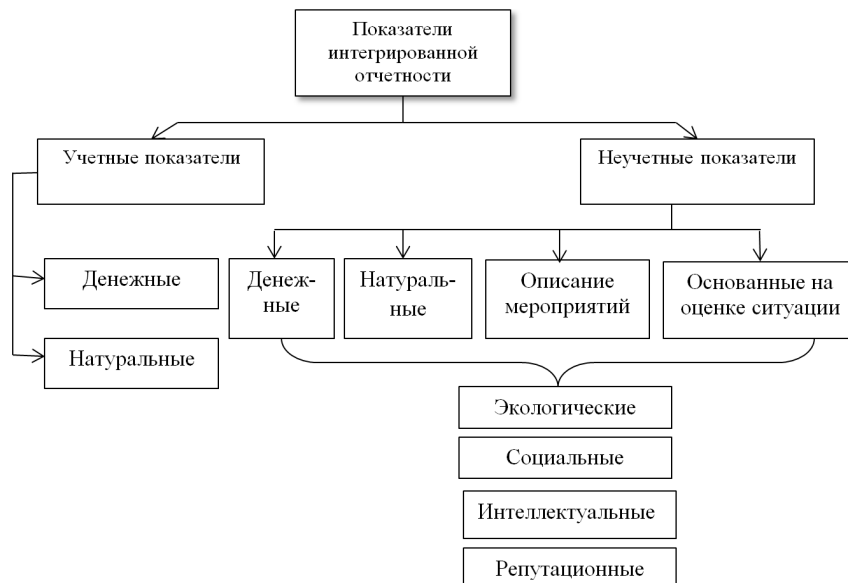 Показатели
интегрированной
отчетности
Учетные показатели
Неучетные показатели
Денежные
Натуральные
Денеж-
ные
Натураль-
ные
Описание
мероприятий
Основанные на
оценке ситуации
Экологические
Социальные
Интеллектуальные
Репутационные